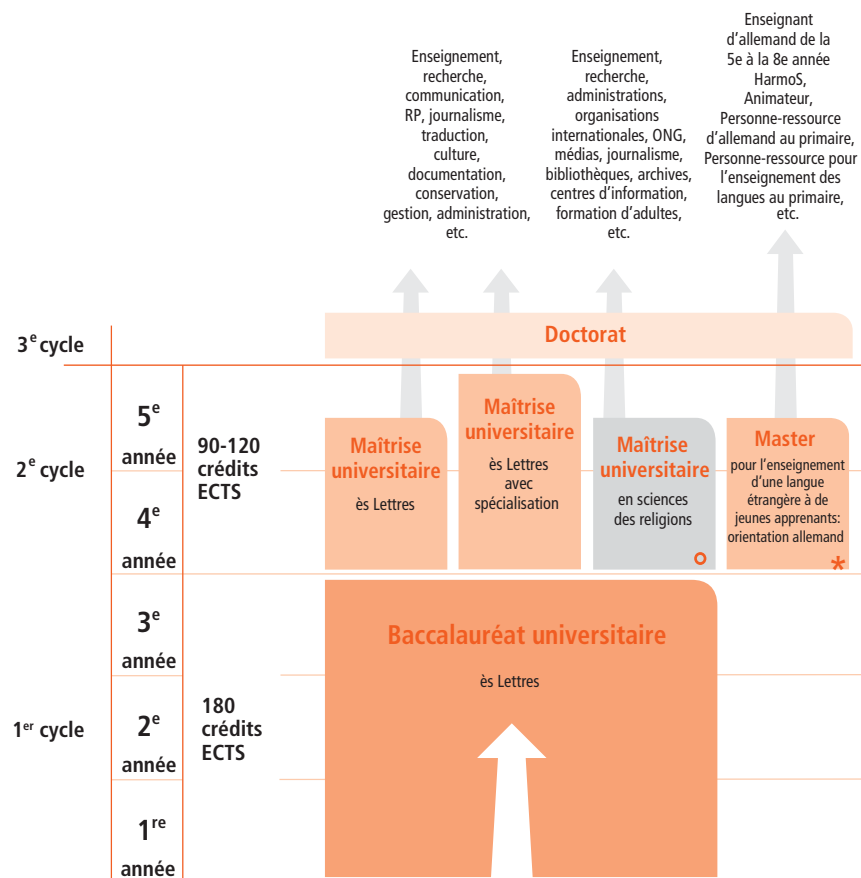 Enseignement,
recherche,
communication,
RP, journalisme,
traduction,
culture,
documentation,
conservation,
gestion, administration,
etc.
Enseignement,
recherche,
administrations,
organisations
internationales, ONG,
médias, journalisme,
bibliothèques, archives,
centres d'information,
formation d'adultes,
etc.
Enseignant
d'allemand de la
5e à la 8e année
HarmoS,
Animateur,
Personne-ressource
d'allemand au primaire,
Personne-ressource pour
l'enseignement des
langues au primaire,
etc.
3e cycle
Doctorat
2e cycle
5e
année
4e
année
90-120
crédits
ECTS
Maîtrise
universitaire
ès Lettres
Maîtrise
universitaire
ès Lettres
avec
spécialisation
Maîtrise
universitaire
en sciences
des religions
Master
pour l'enseignement
d'une langue
étrangère à de
jeunes apprenants:
orientation allemand
*
1er cycle
3e
année
2e
année
1re
année
180
crédits
ECTS
Baccalauréat universitaire
ès Lettres